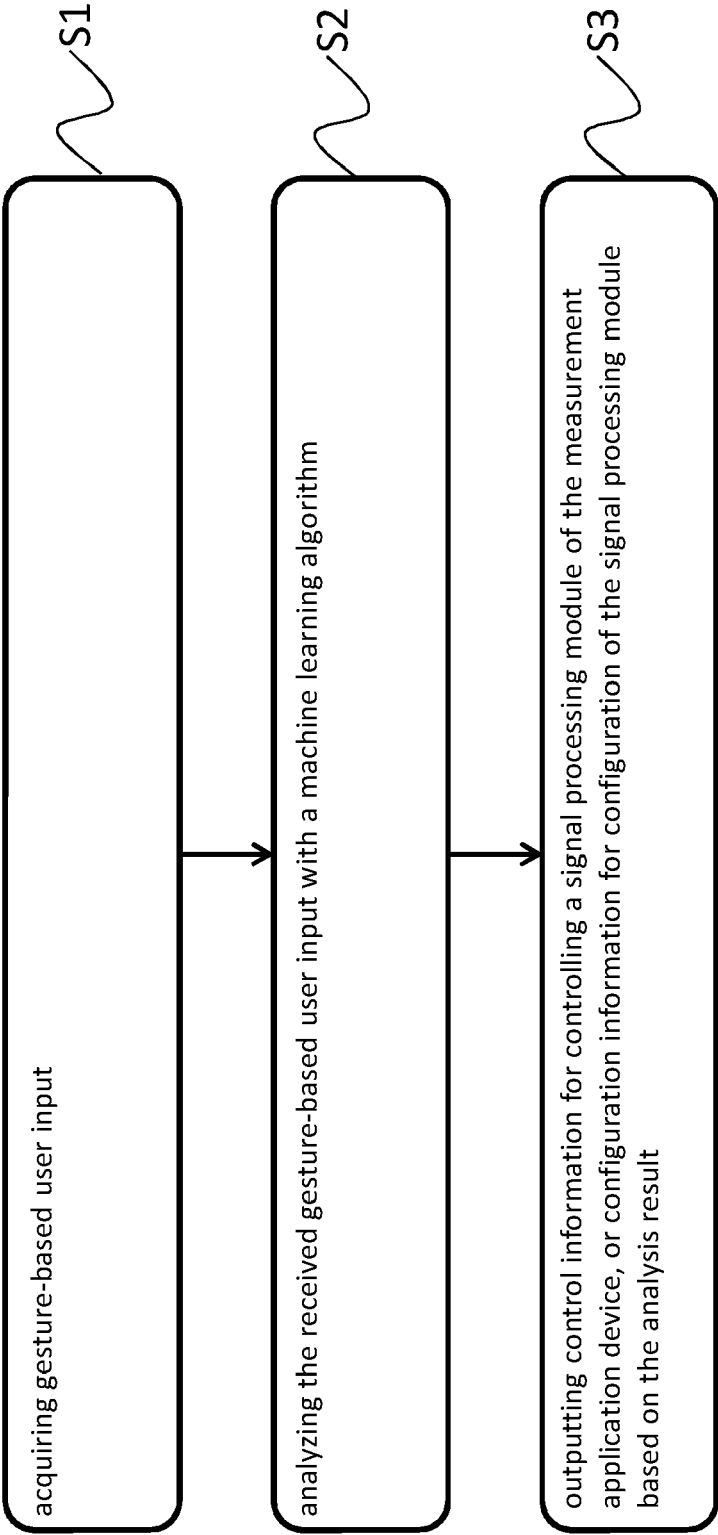 acquiring gesture-based user input
S1
analyzing the received gesture-based user input with a machine learning algorithm
S2
outputting control information for controlling a signal processing module of the measurement
application device, or configuration information for configuration of the signal processing module
based on the analysis result
S3